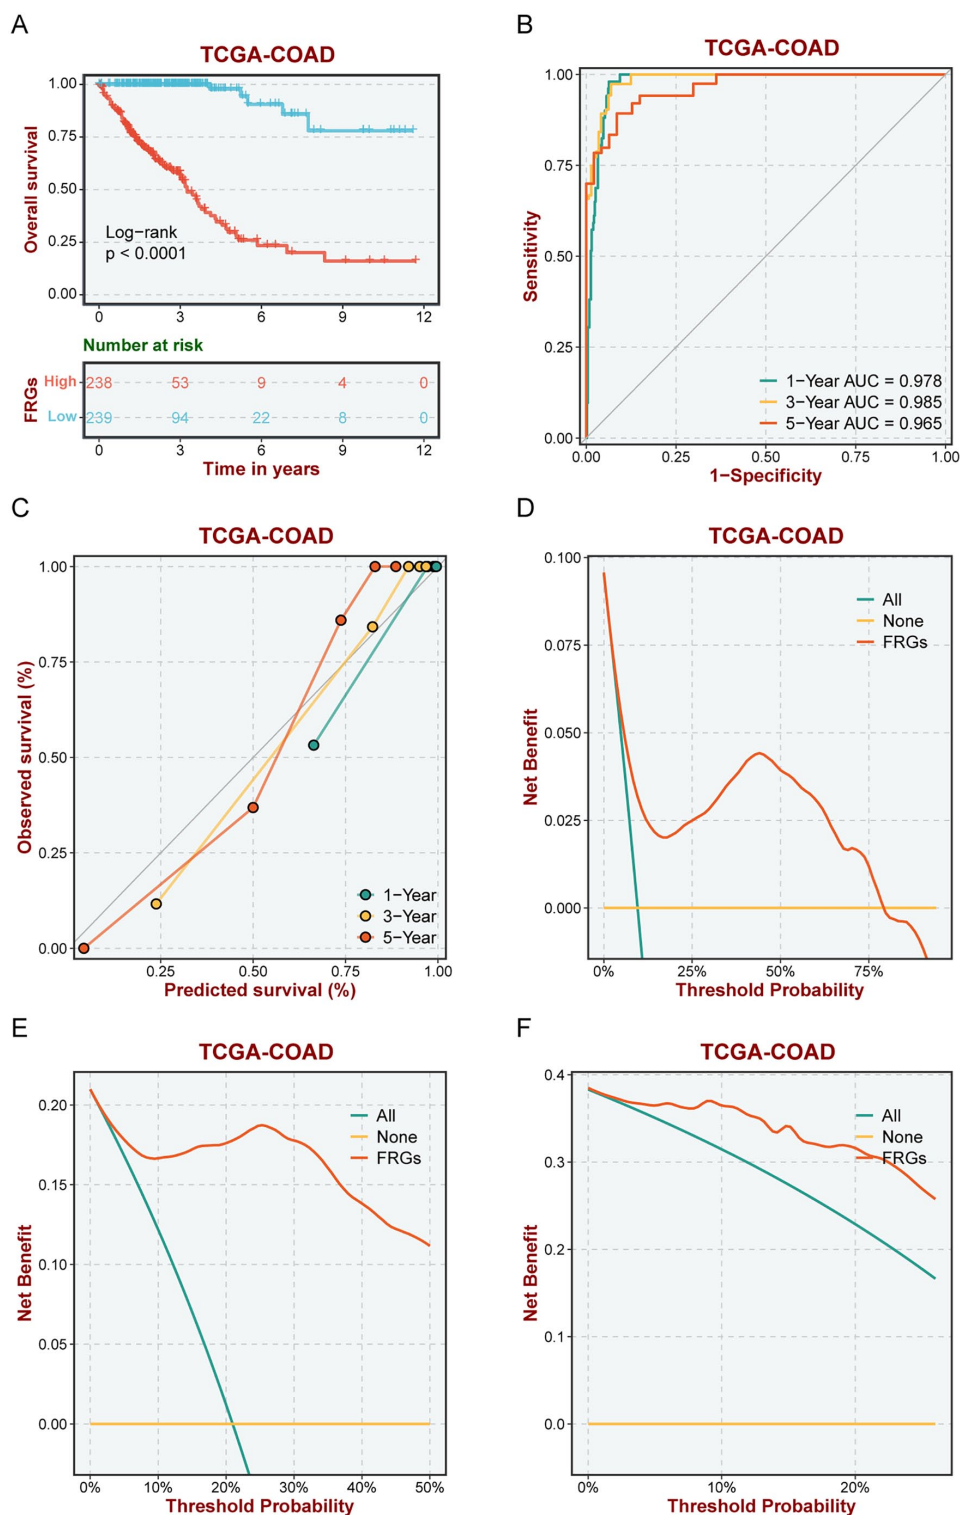 A
TCGA-COAD
Overall survival
1.00
0.75
0.50
0.25
0.00
Log-rank
p < 0.0001
0 3 6 9 12
Number at risk
FRGs
High 238 53 9 4 0
Low 239 94 22 8 0
0 3 6 9 12
Time in years
B
TCGA-COAD
Sensitivity
1.00
0.75
0.50
0.25
0.00
1-Year AUC = 0.978
3-Year AUC = 0.985
5-Year AUC = 0.965
0.00 0.25 0.50 0.75 1.00
1-Specificity
C
TCGA-COAD
Observed survival (%)
1.00
0.75
0.50
0.25
0.00
1-Year
3-Year
5-Year
0.25 0.50 0.75 1.00
Predicted survival (%)
D
TCGA-COAD
Net Benefit
0.100
0.075
0.050
0.025
0.000
All
None
FRGs
0% 25% 50% 75%
Threshold Probability
E
TCGA-COAD
Net Benefit
0.20
0.15
0.10
0.05
0.00
All
None
FRGs
0% 10% 20% 30% 40% 50%
Threshold Probability
F
TCGA-COAD
Net Benefit
0.4
0.3
0.2
0.1
0.0
All
None
FRGs
0% 10% 20%
Threshold Probability